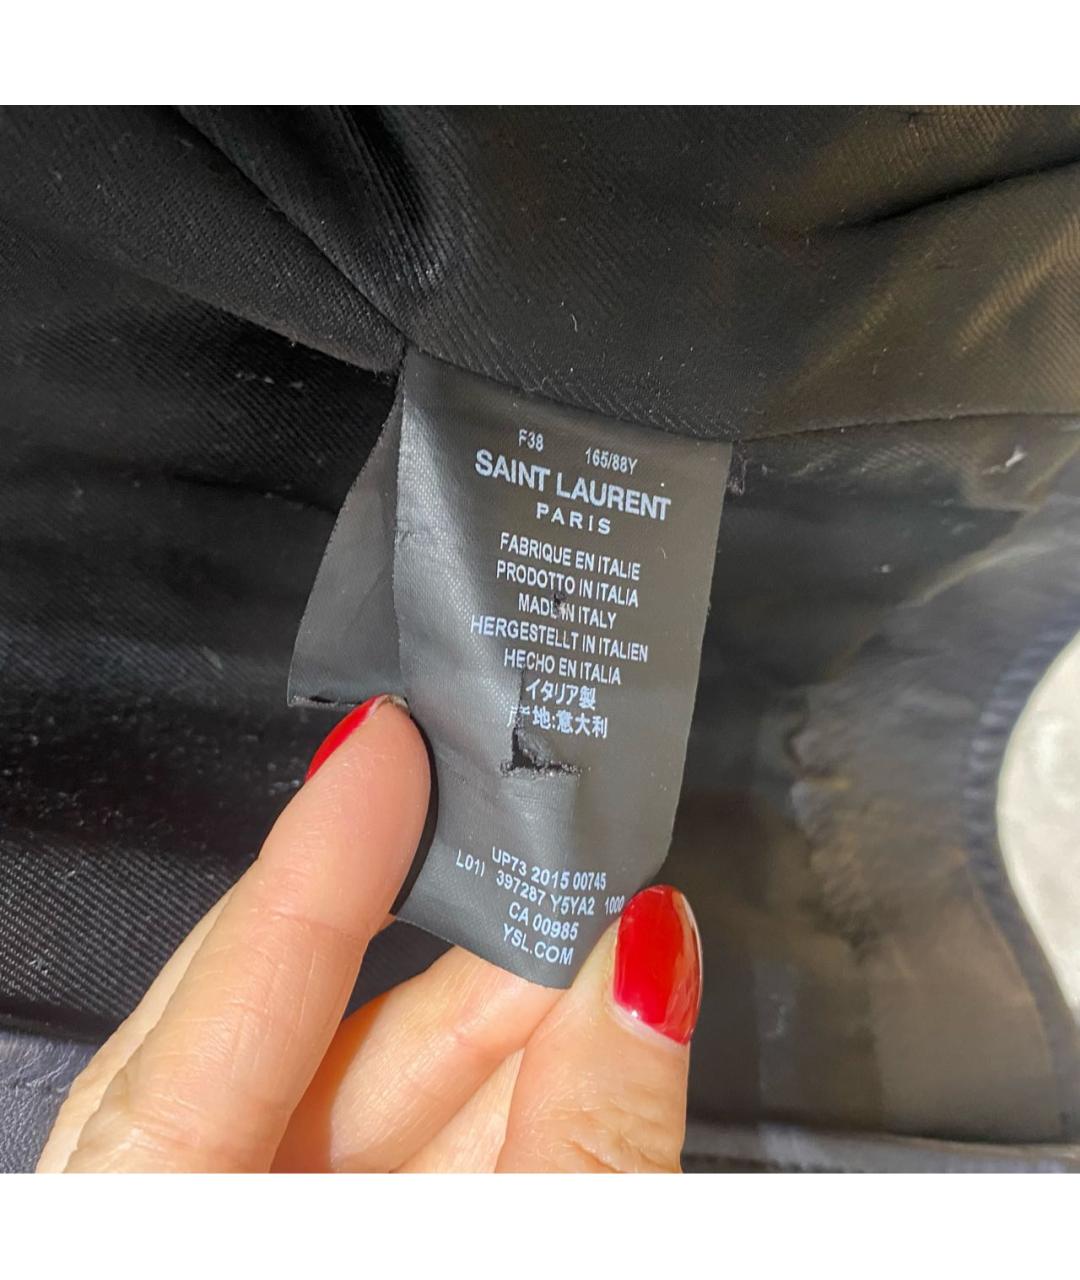 F38 165/88Y
SAINT LAURENT
PARIS
FABRIQUE EN ITALIE
PRODOTTO IN ITALIA
MADE IN ITALY
HERGESTELLT IN ITALIEN
HECHO EN ITALIA
イタリア製
产地:意大利
UP73 2015 00745
L01I 397287 Y5YA2 1000
CA 00985
YSL.COM